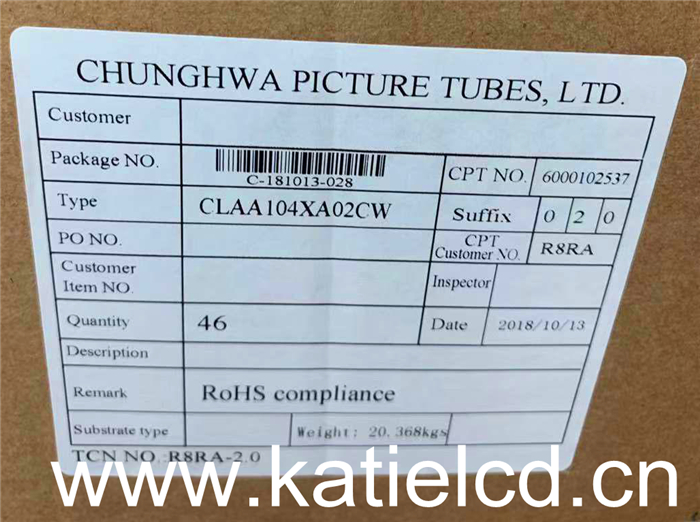 CHUNGHWA PICTURE TUBES, LTD.
Customer
Package NO. C-181013-028 CPT NO. 6000102537
Type CLAA104XA02CW Suffix 0 2 0
PO NO. CPT Customer NO. R8RA
Customer Item NO. Inspector
Quantity 46 Date 2018/10/13
Description
Remark RoHS compliance
Substrate type Weight: 20.368kgs
TCN NO.:R8RA-2.0
www.katielcd.cn